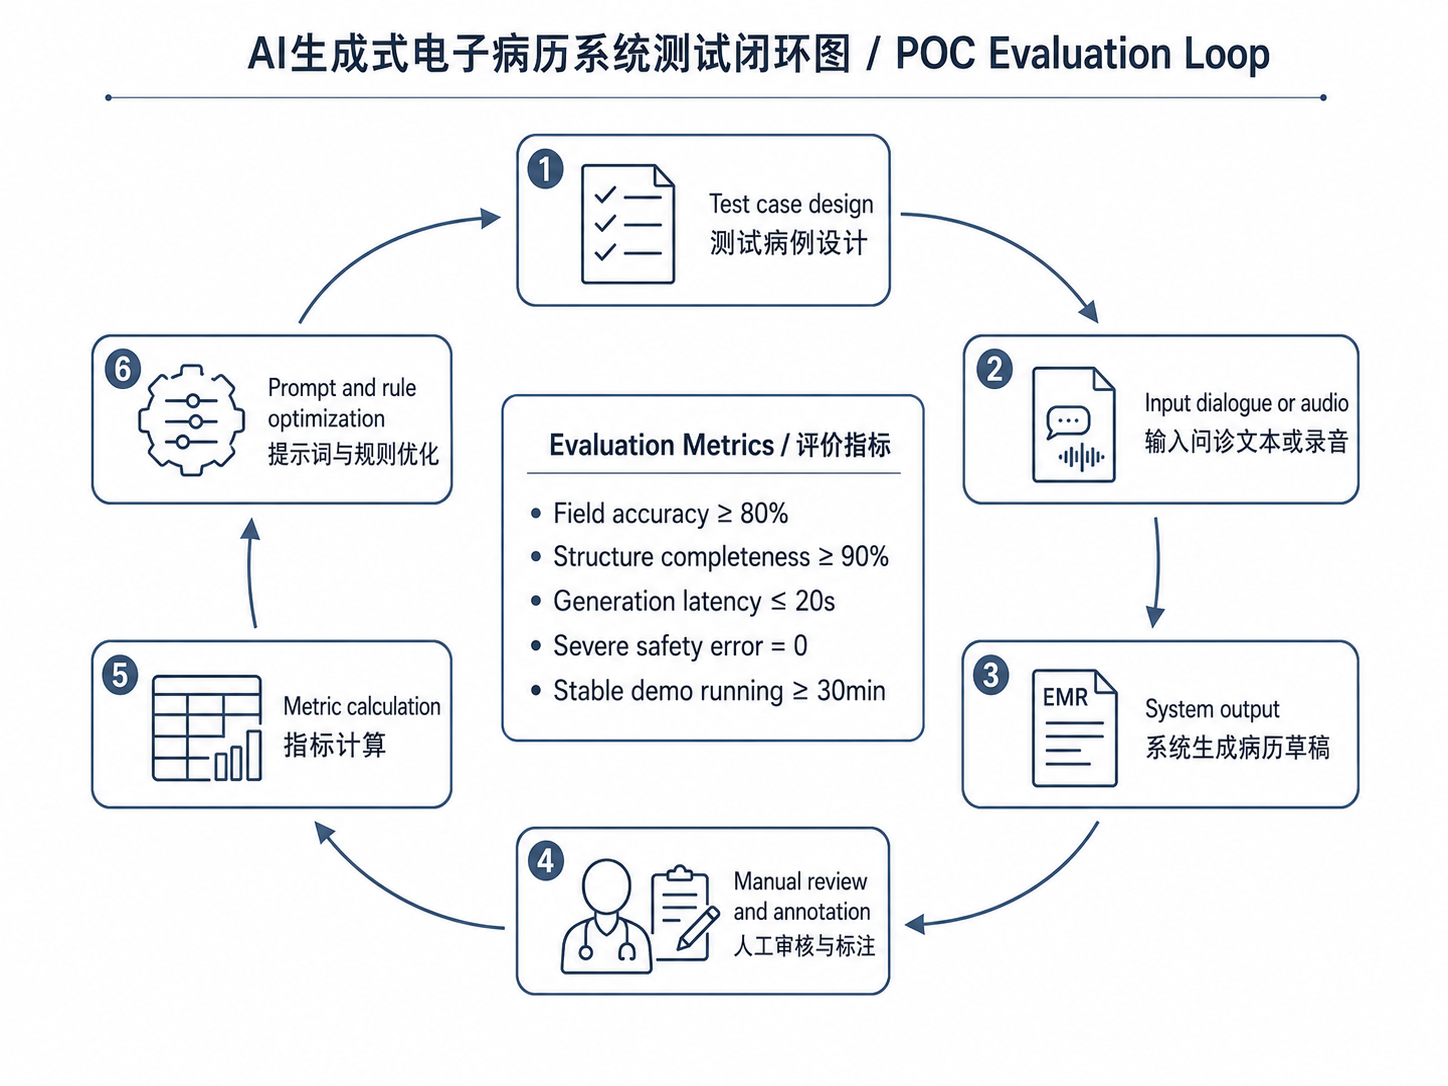 AI生成式电子病历系统测试闭环图 / POC Evaluation Loop
1
Test case design
测试病例设计
2
Input dialogue or audio
输入问诊文本或录音
3
EMR
System output
系统生成病历草稿
4
Manual review
and annotation
人工审核与标注
5
Metric calculation
指标计算
6
Prompt and rule
optimization
提示词与规则优化
Evaluation Metrics / 评价指标
• Field accuracy ≥ 80%
• Structure completeness ≥ 90%
• Generation latency ≤ 20s
• Severe safety error = 0
• Stable demo running ≥ 30min